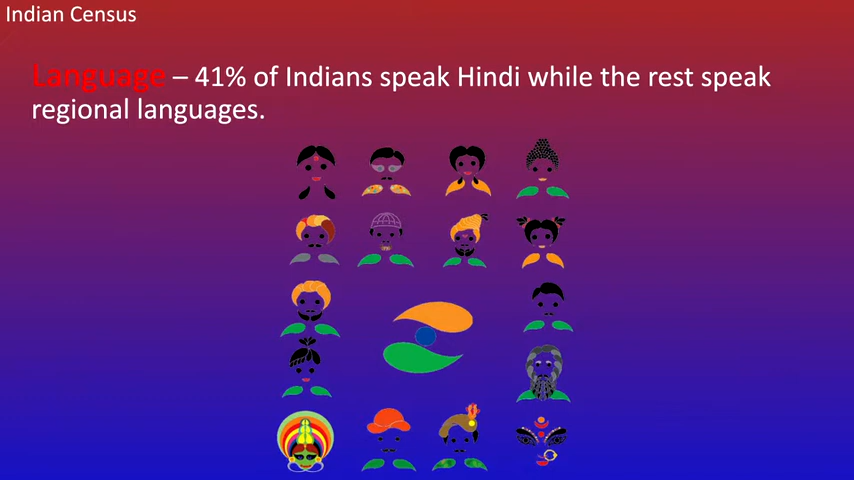 Indian Census
Language – 41% of Indians speak Hindi while the rest speak
regional languages.